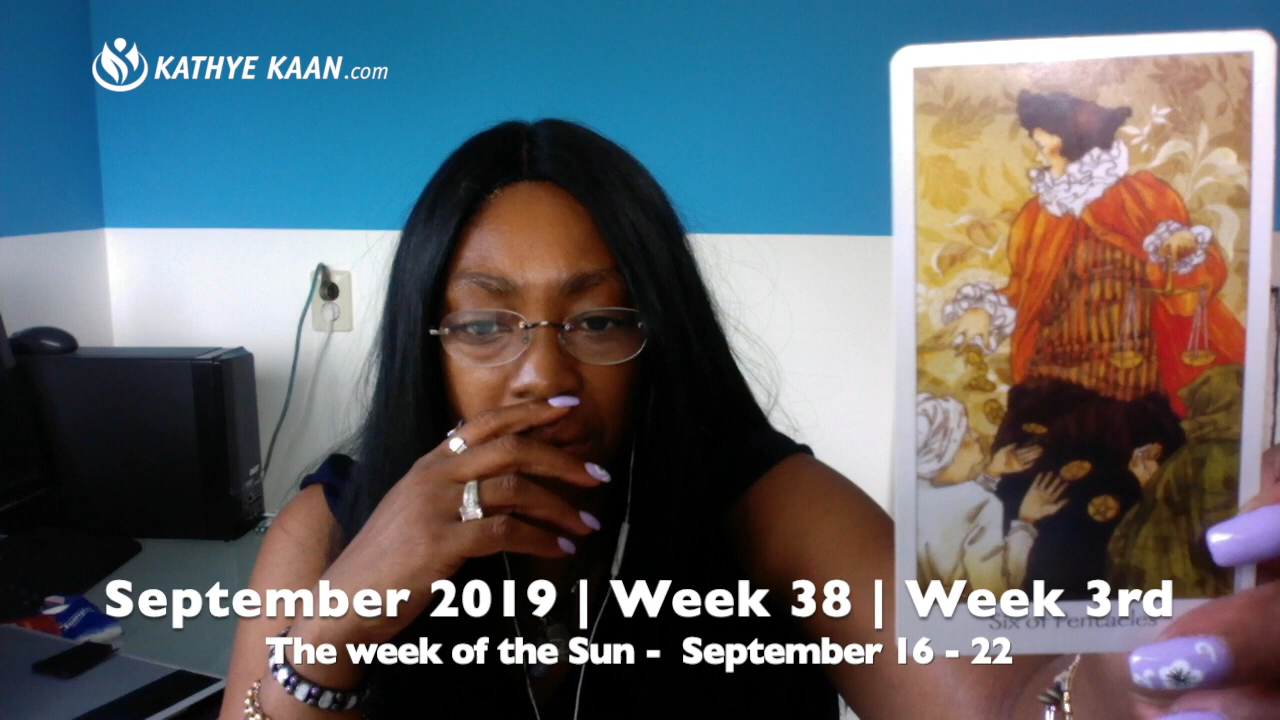 KATHYE KAAN.com
September 2019 | Week 38 | Week 3rd
The week of the Sun - September 16 - 22
Six of Pentacles